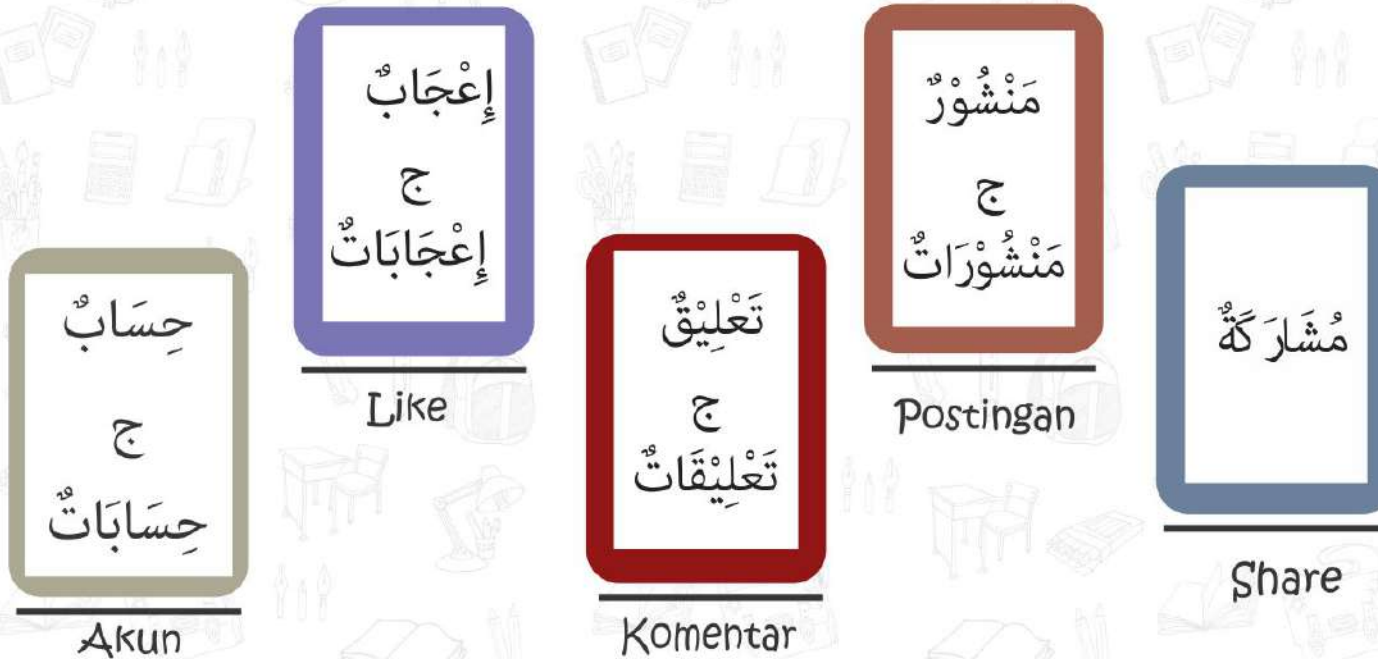 حِسَابٌ
ج
حِسَابَاتٌ
Akun
إِعْجَابٌ
ج
إِعْجَابَاتٌ
Like
تَعْلِيْقٌ
ج
تَعْلِيْقَاتٌ
Komentar
مَنْشُوْرٌ
ج
مَنْشُوْرَاتٌ
Postingan
مُشَارَكَةٌ
Share